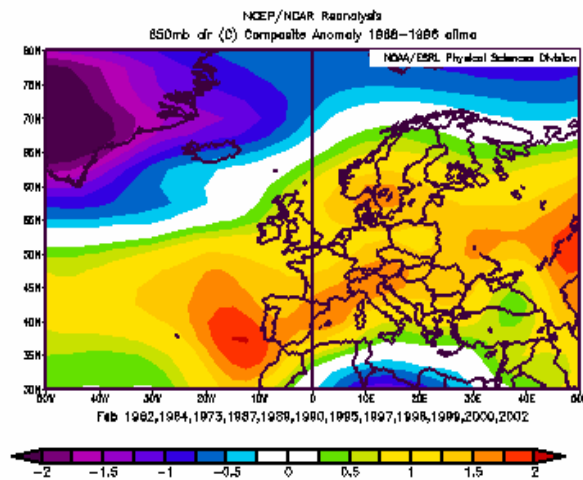 NCEP/NCAR Reanalysis
850mb air (C) Composite Anomaly 1968-1996 clima
NOAA/ESRL Physical Sciences Division
80N
75N
70N
65N
60N
55N
50N
45N
40N
35N
30N
50W 40W 30W 20W 10W 0 10E 20E 30E 40E
Feb 1962,1964,1973,1987,1989,1990,1995,1997,1998,1999,2000,2002
-2 -1.5 -1 -0.5 0 0.5 1 1.5 2